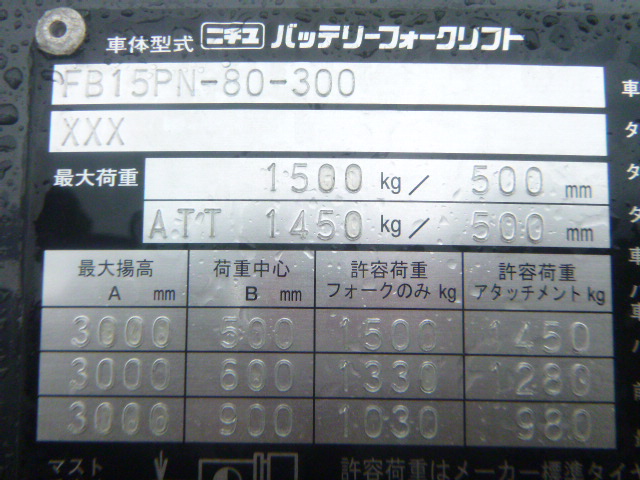 車体型式 ニチユ バッテリーフォークリフト
FB15PN-80-300
XXX
最大荷重 1500 kg/ 500 mm
ATT 1450 kg/ 500 mm
最大揚高 荷重中心 許容荷重 許容荷重
A mm B mm フォークのみ kg アタッチメント kg
3000 500 1500 1450
3000 600 1330 1280
3000 900 1030 980
マスト 許容荷重はメーカー標準タイヤ
車
タ
タ
車